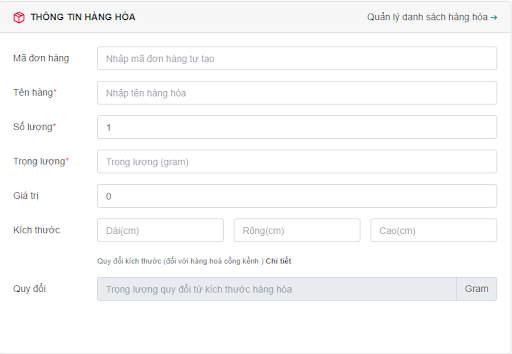 THÔNG TIN HÀNG HÓA Quản lý danh sách hàng hóa →
Mã đơn hàng Nhập mã đơn hàng tự tạo
Tên hàng* Nhập tên hàng hóa
Số lượng* 1
Trọng lượng* Trọng lượng (gram)
Giá trị 0
Kích thước Dài(cm) Rộng(cm) Cao(cm)
Quy đổi kích thước (đối với hàng hoá cồng kềnh ) Chi tiết
Quy đổi Trọng lượng quy đổi từ kích thước hàng hóa Gram